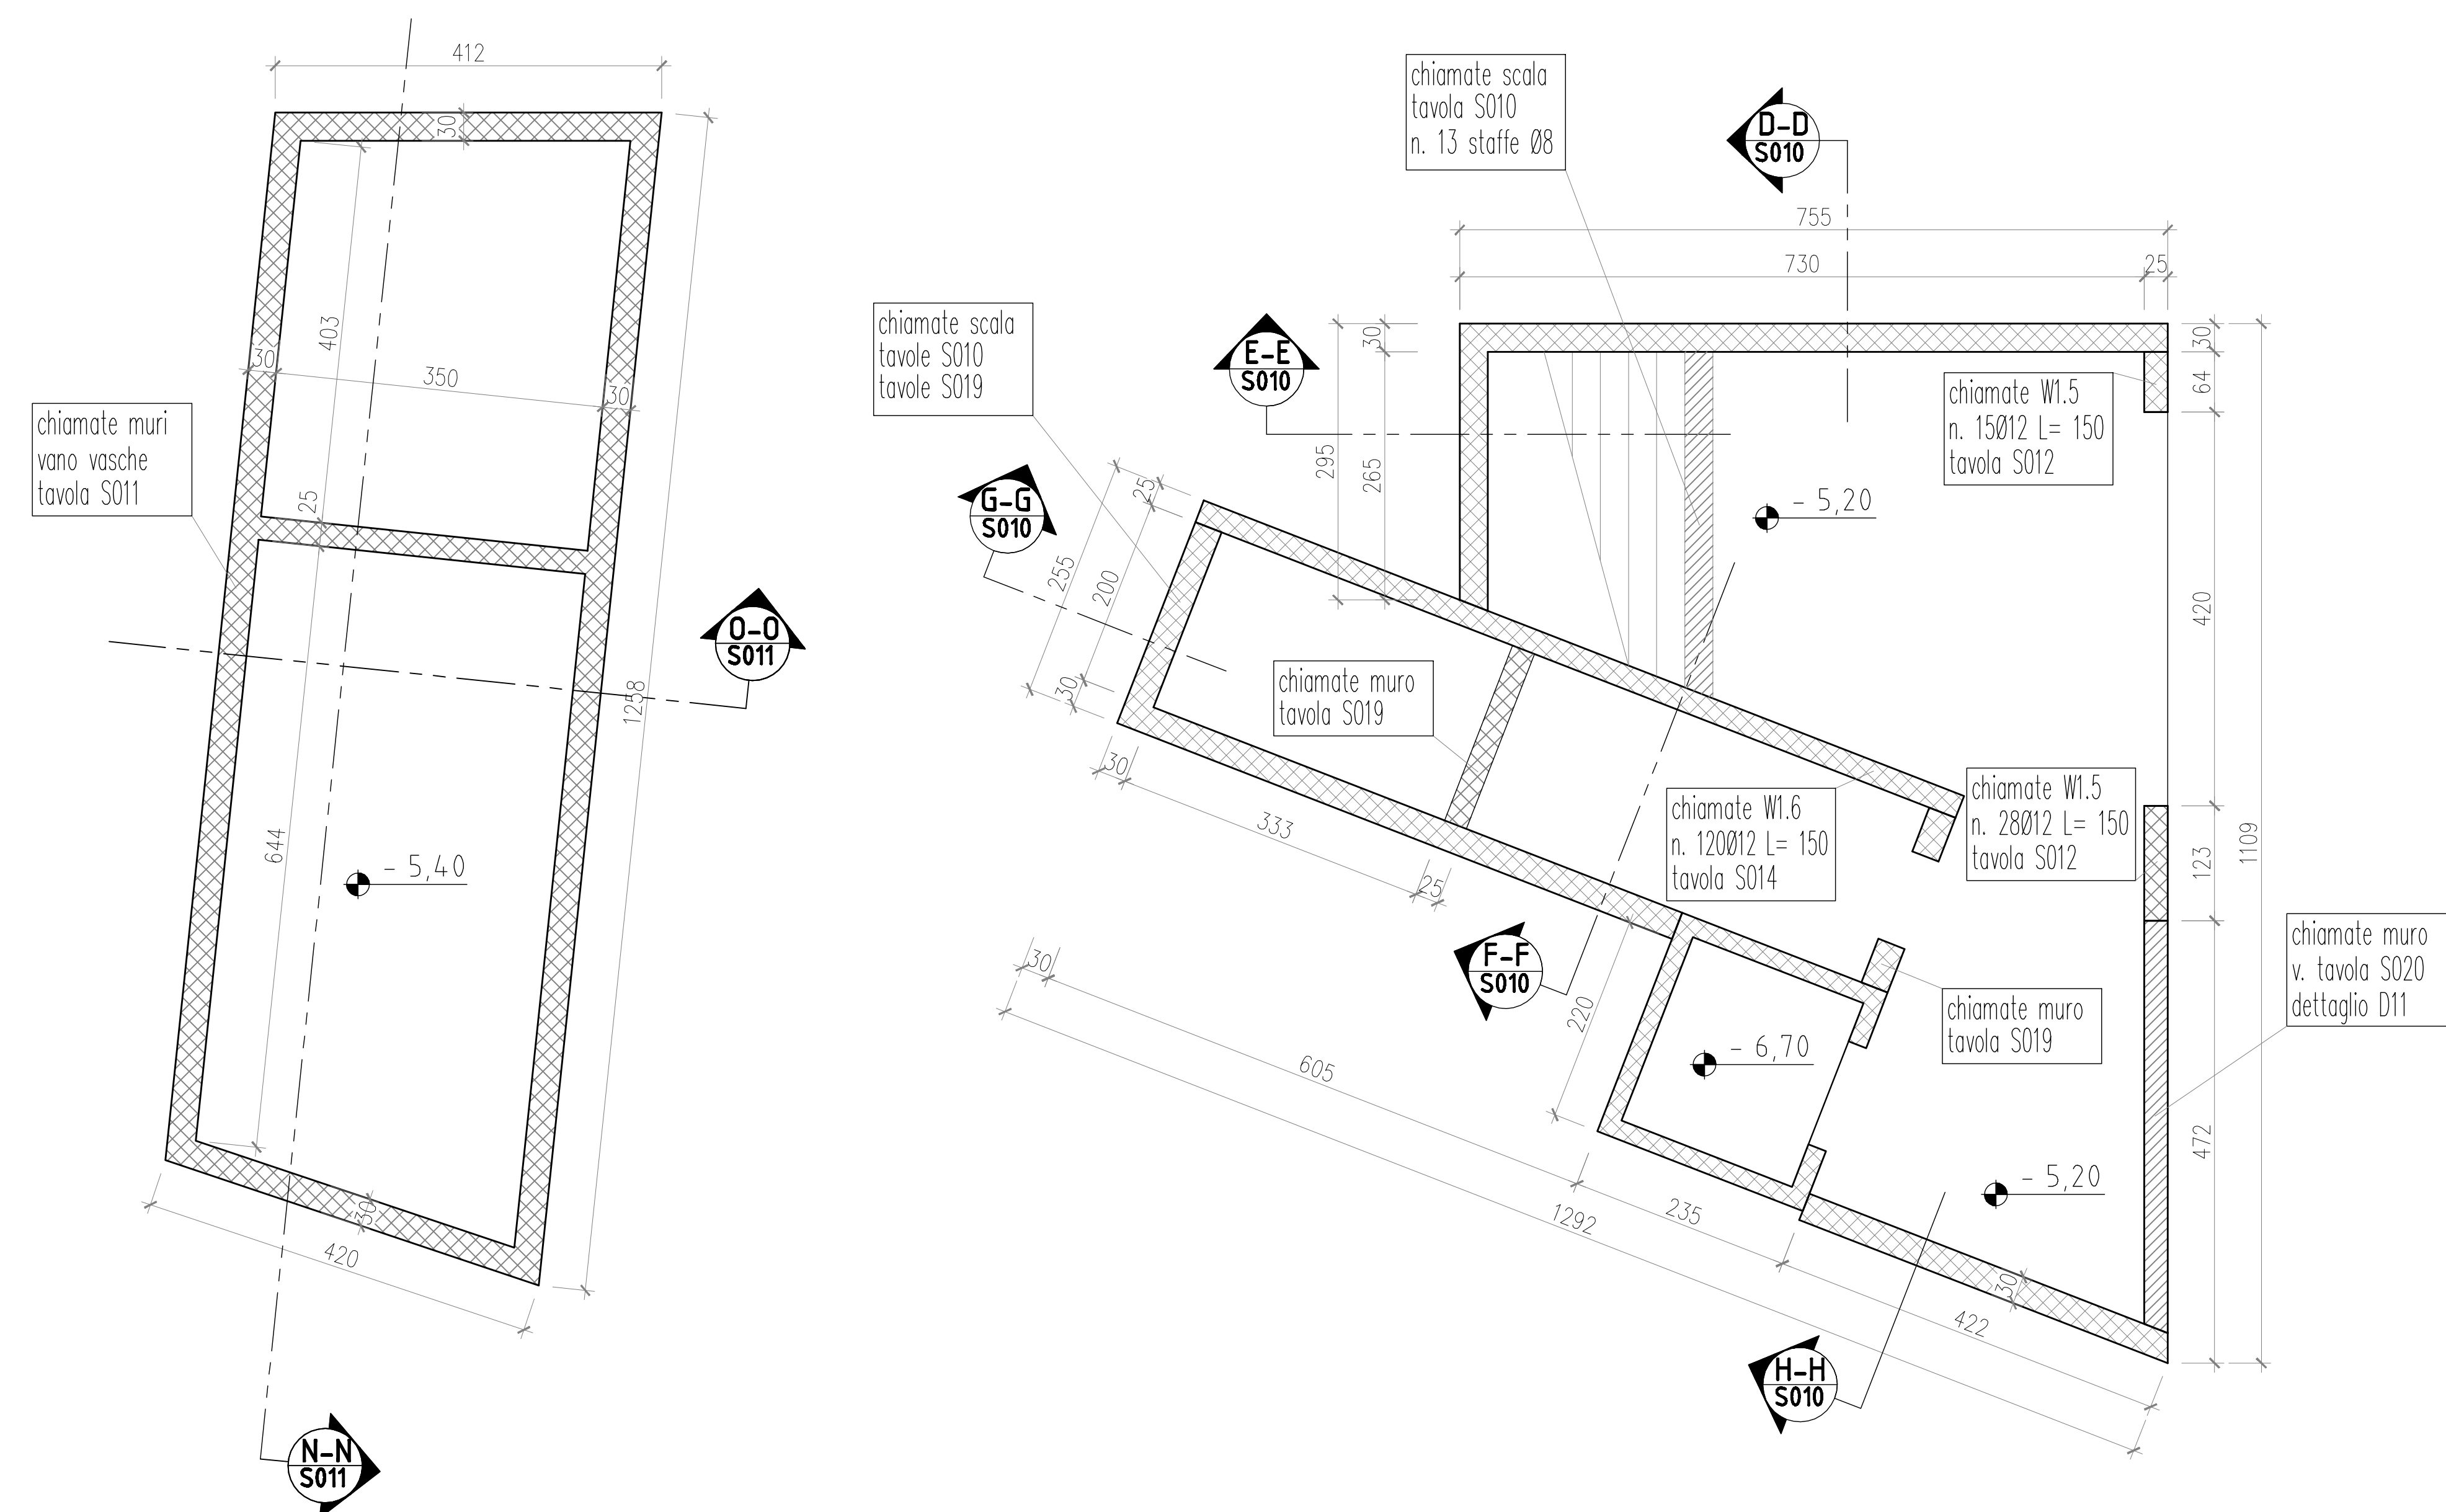 412
30
403
30
350
30
chiamate muri
vano vasche
tavola S011
25
O-O
S011
1258
644
- 5,40
30
420
N-N
S011
chiamate scala
tavola S010
n. 13 staffe Ø8
D-D
S010
755
730
25
chiamate scala
tavole S010
tavole S019
E-E
S010
30
295
265
30
64
chiamate W1.5
n. 15Ø12 L= 150
tavola S012
G-G
S010
25
255
200
30
- 5,20
420
chiamate muro
tavola S019
30
333
25
chiamate W1.6
n. 120Ø12 L= 150
tavola S014
chiamate W1.5
n. 28Ø12 L= 150
tavola S012
123
1109
F-F
S010
220
30
605
1292
235
422
- 6,70
chiamate muro
tavola S019
chiamate muro
v. tavola S020
dettaglio D11
472
- 5,20
30
H-H
S010